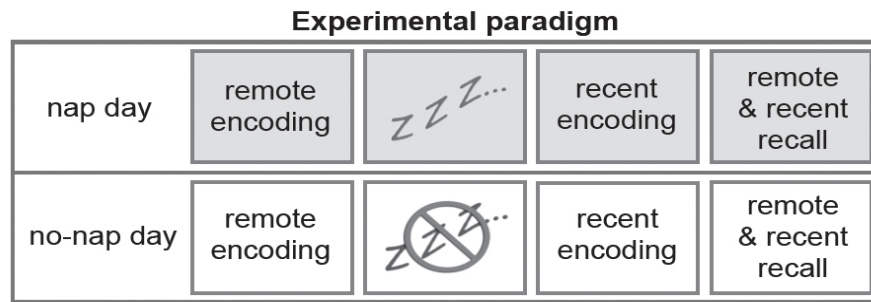 Experimental paradigm
nap day
remote
encoding
z z z...
recent
encoding
remote
& recent
recall
no-nap day
remote
encoding
z z z...
recent
encoding
remote
& recent
recall